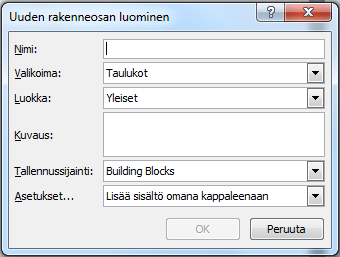 Uuden rakenneosan luominen
Nimi:
Valikoima: Taulukot
Luokka: Yleiset
Kuvaus:
Tallennussijainti: Building Blocks
Asetukset... Lisää sisältö omana kappaleenaan
OK Peruuta